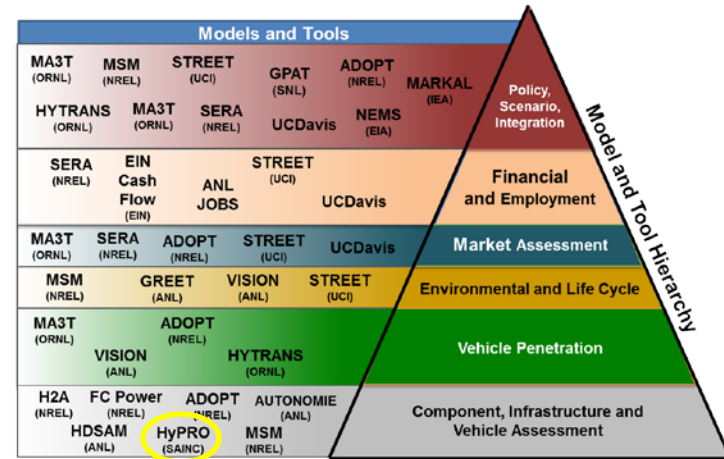 Models and Tools
MA3T MSM STREET GPAT ADOPT MARKAL
(ORNL) (NREL) (UCI) (SNL) (NREL) (IEA)
HYTRANS MA3T SERA UCDavis NEMS
(ORNL) (ORNL) (NREL) (EIA)
Policy,
Scenario,
Integration
SERA EIN STREET
(NREL) Cash (UCI)
Flow ANL UCDavis
(EIN) JOBS
Financial
and Employment
MA3T SERA ADOPT STREET UCDavis
(ORNL) (NREL) (NREL) (UCI)
Market Assessment
MSM GREET VISION STREET
(NREL) (ANL) (ANL) (UCI)
Environmental and Life Cycle
MA3T ADOPT
(ORNL) (NREL)
VISION HYTRANS
(ANL) (ORNL)
Vehicle Penetration
H2A FC Power ADOPT AUTONOMIE
(NREL) (NREL) (NREL) (ANL)
HDSAM HyPRO MSM
(ANL) (SAINC) (NREL)
Component, Infrastructure and
Vehicle Assessment
Model and Tool Hierarchy